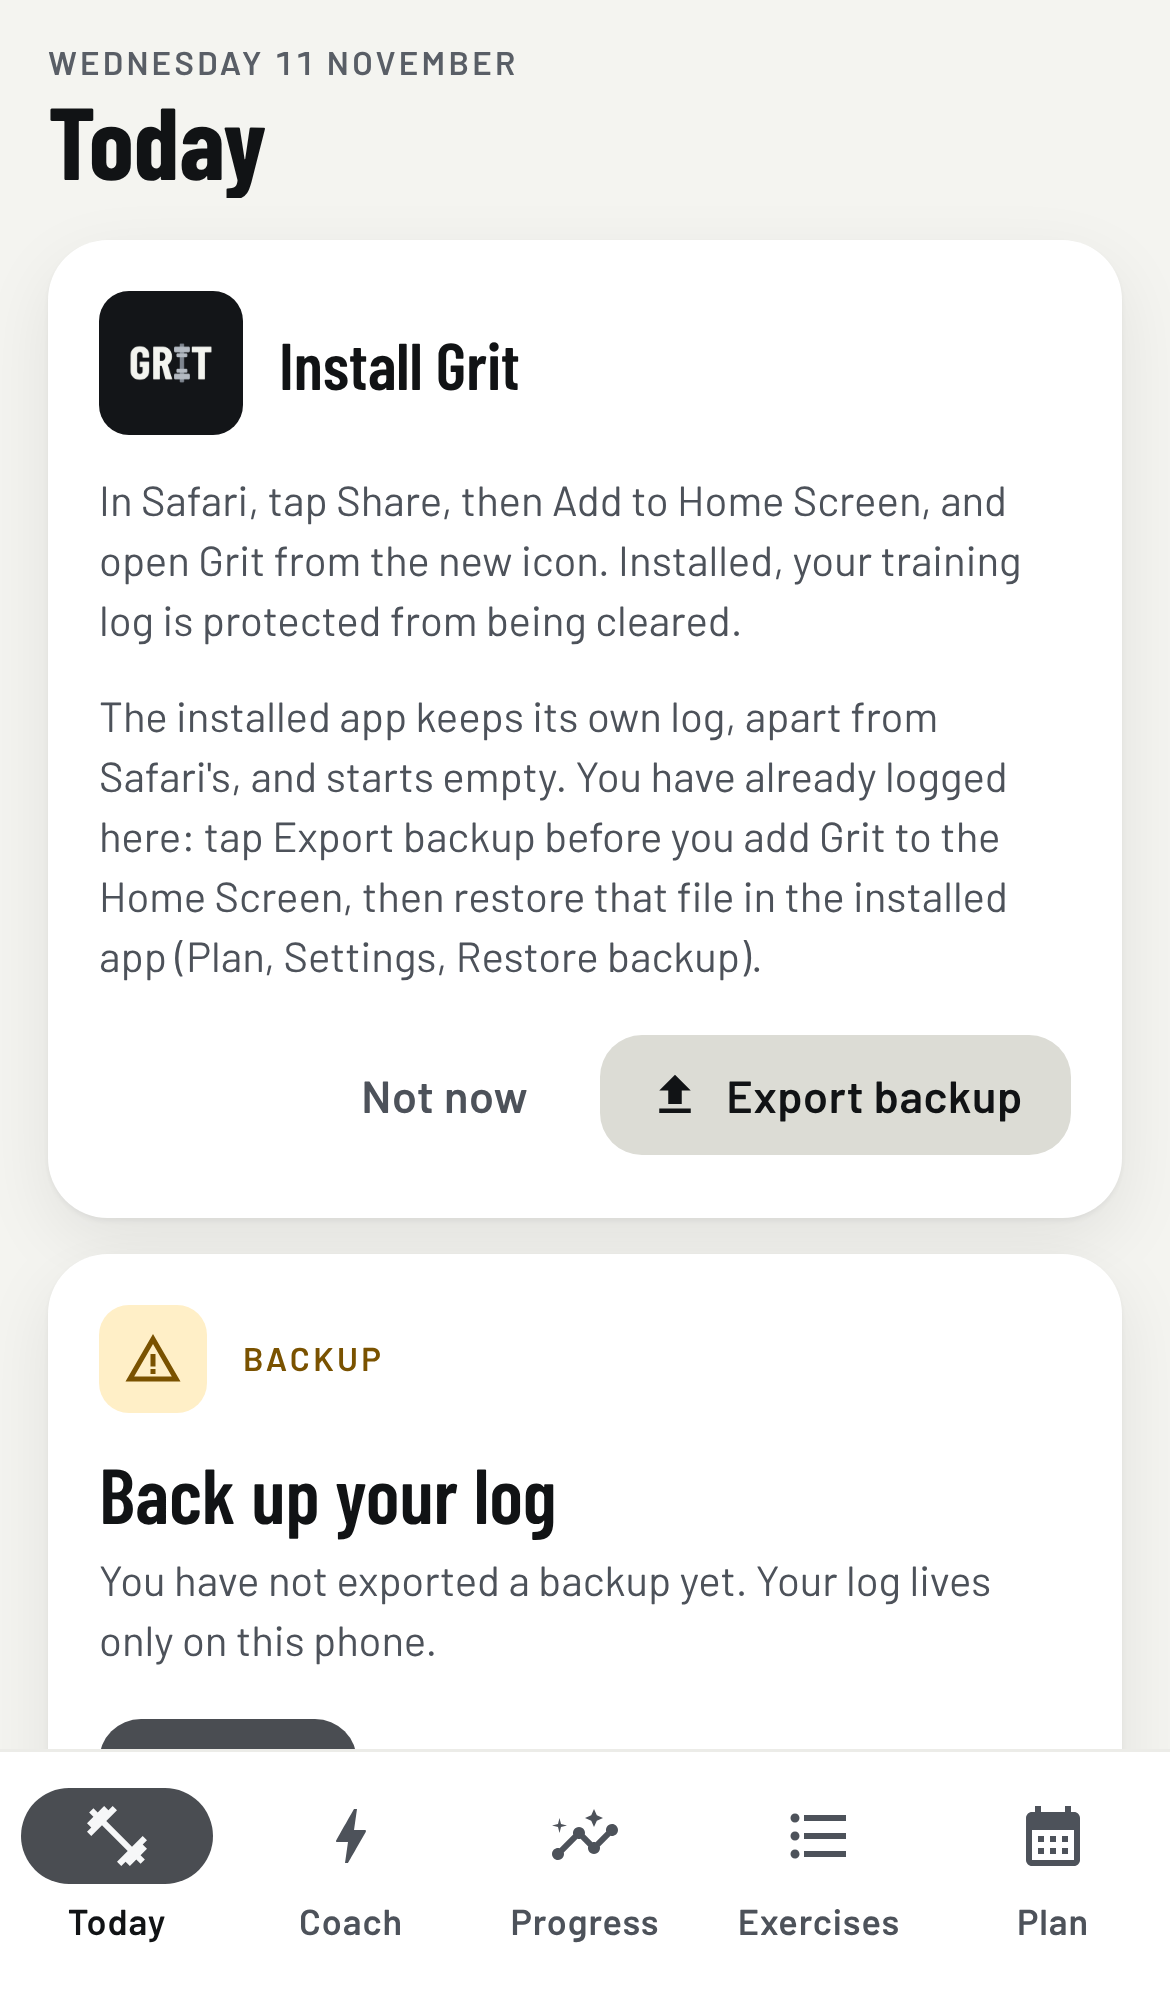 WEDNESDAY 11 NOVEMBER
Today
GRIT
Install Grit
In Safari, tap Share, then Add to Home Screen, and
open Grit from the new icon. Installed, your training
log is protected from being cleared.
The installed app keeps its own log, apart from
Safari's, and starts empty. You have already logged
here: tap Export backup before you add Grit to the
Home Screen, then restore that file in the installed
app (Plan, Settings, Restore backup).
Not now
Export backup
BACKUP
Back up your log
You have not exported a backup yet. Your log lives
only on this phone.
Today
Coach
Progress
Exercises
Plan